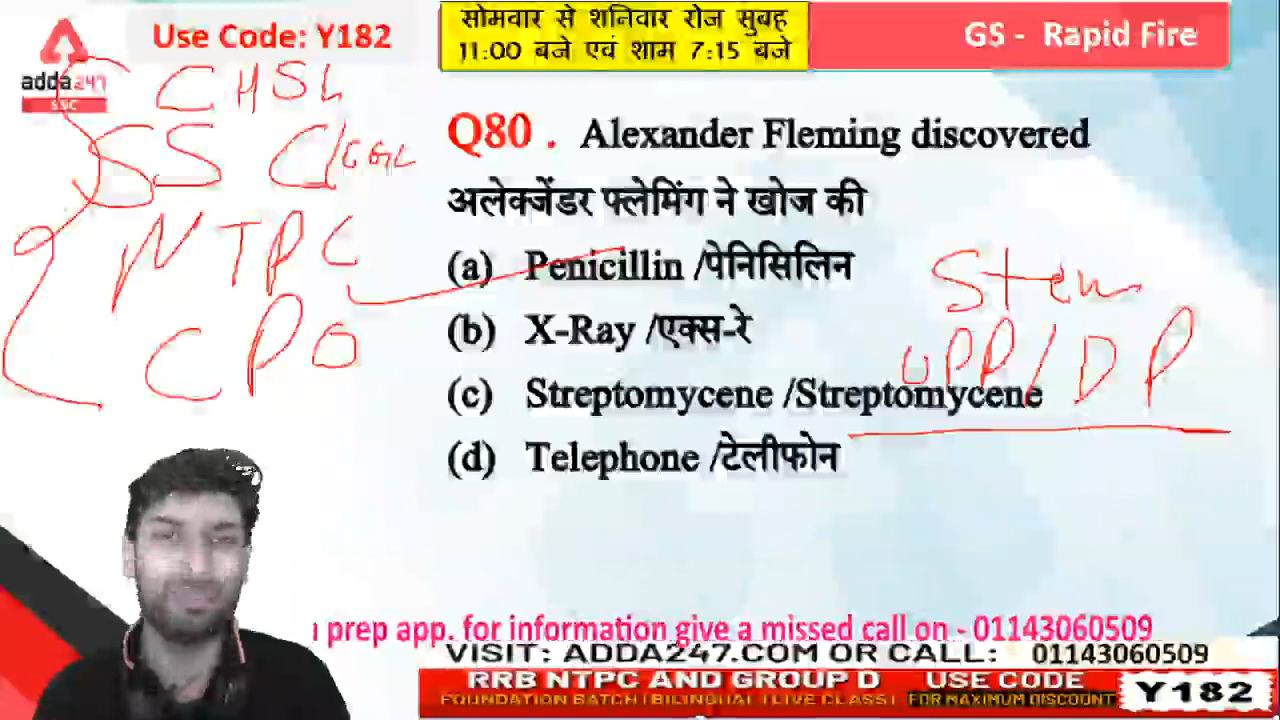 Use Code: Y182
सोमवार से शनिवार रोज सुबह
11:00 बजे एवं शाम 7:15 बजे
GS - Rapid Fire
adda247
SSC
CHSL
SSC/CGL
NTPC
CPO
Q80 . Alexander Fleming discovered
अलेक्जेंडर फ्लेमिंग ने खोज की
(a) Penicillin /पेनिसिलिन
(b) X-Ray /एक्स-रे
(c) Streptomycene /Streptomycene
(d) Telephone /टेलीफोन
UPP/DP
prep app. for information give a missed call on - 01143060509
VISIT: ADDA247.COM OR CALL: 01143060509
RRB NTPC AND GROUP D
FOUNDATION BATCH (BILINGUAL (LIVE CLASS)
USE CODE
FOR MAXIMUM DISCOUNT
Y182